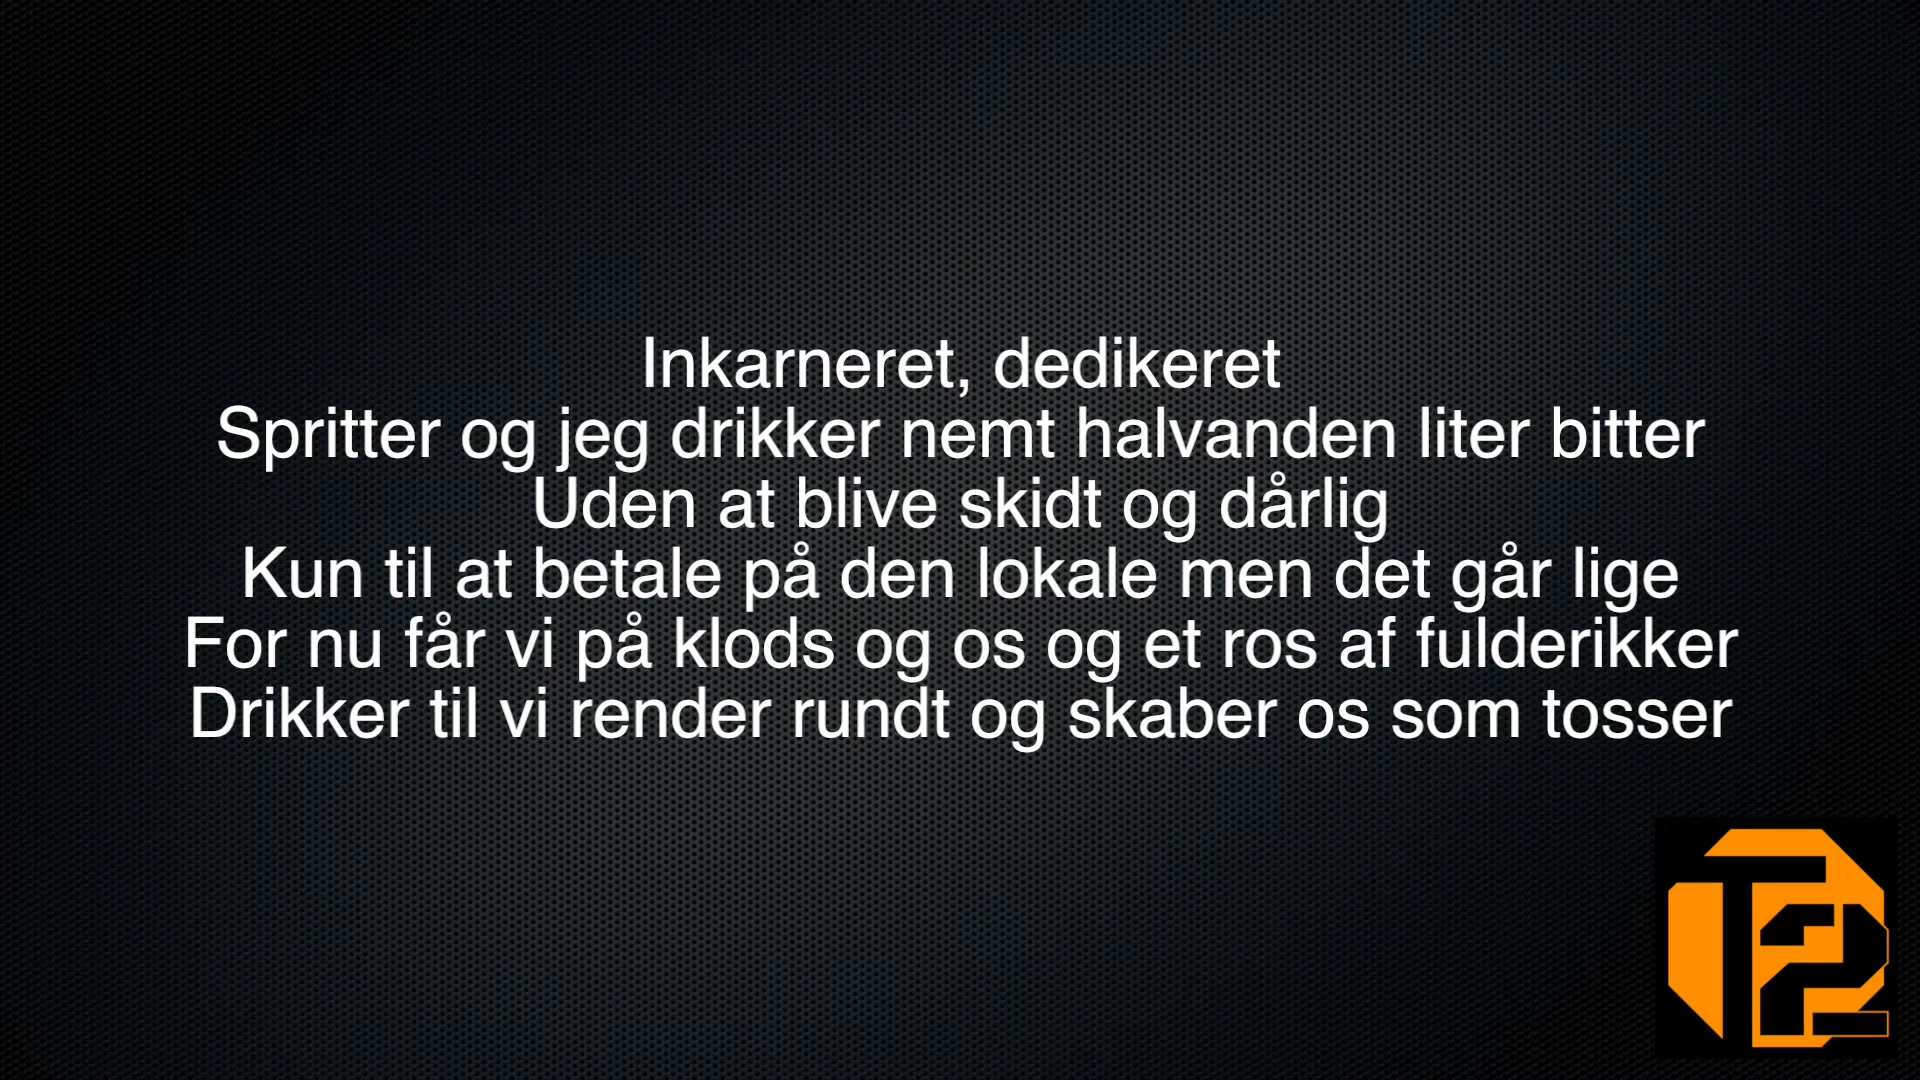 Inkarneret, dedikeret
Spritter og jeg drikker nemt halvanden liter bitter
Uden at blive skidt og dårlig
Kun til at betale på den lokale men det går lige
For nu får vi på klods og os og et ros af fulderikker
Drikker til vi render rundt og skaber os som tosser
T2